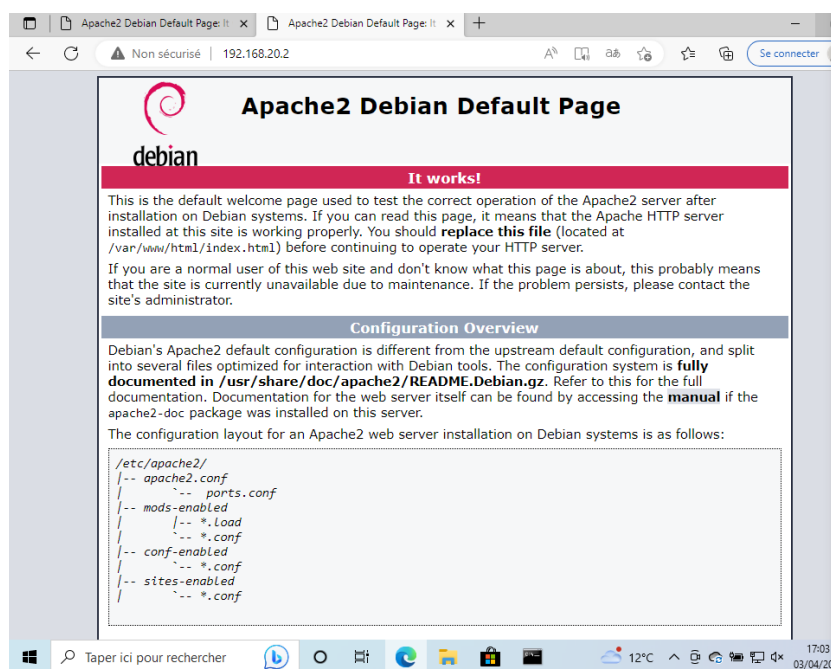 Apache2 Debian Default Page: It
Apache2 Debian Default Page: It
Non sécurisé | 192.168.20.2
Se connecter
debian
Apache2 Debian Default Page
It works!
This is the default welcome page used to test the correct operation of the Apache2 server after
installation on Debian systems. If you can read this page, it means that the Apache HTTP server
installed at this site is working properly. You should replace this file (located at
/var/www/html/index.html) before continuing to operate your HTTP server.
If you are a normal user of this web site and don't know what this page is about, this probably means
that the site is currently unavailable due to maintenance. If the problem persists, please contact the
site's administrator.
Configuration Overview
Debian's Apache2 default configuration is different from the upstream default configuration, and split
into several files optimized for interaction with Debian tools. The configuration system is fully
documented in /usr/share/doc/apache2/README.Debian.gz. Refer to this for the full
documentation. Documentation for the web server itself can be found by accessing the manual if the
apache2-doc package was installed on this server.
The configuration layout for an Apache2 web server installation on Debian systems is as follows:
/etc/apache2/
|-- apache2.conf
|       `--  ports.conf
|-- mods-enabled
|       |-- *.load
|       `-- *.conf
|-- conf-enabled
|       `-- *.conf
|-- sites-enabled
|       `-- *.conf
Taper ici pour rechercher
12°C
17:03
03/04/20